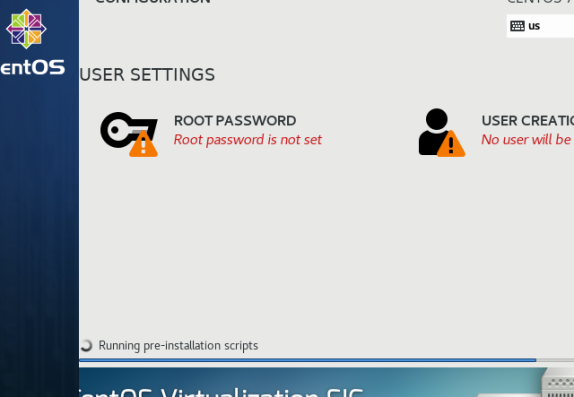 CONFIGURATION
CENTOS 7
us
entOS
USER SETTINGS
ROOT PASSWORD
Root password is not set
USER CREATIO
No user will be
Running pre-installation scripts
entOS Virtualization SIG